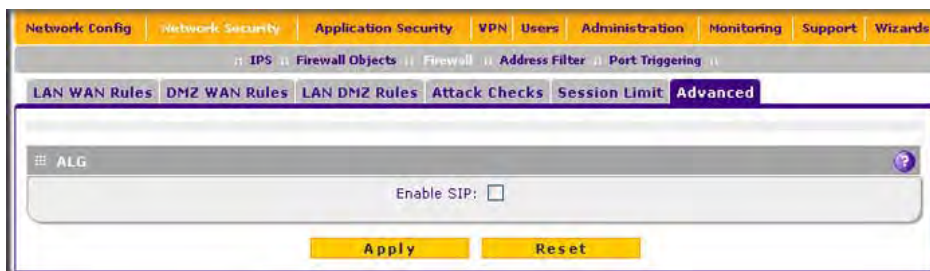 Network Config Network Security Application Security VPN Users Administration Monitoring Support Wizards
:: IPS :: Firewall Objects :: Firewall :: Address Filter :: Port Triggering ::
LAN WAN Rules DMZ WAN Rules LAN DMZ Rules Attack Checks Session Limit Advanced
ALG ?
Enable SIP:
Apply Reset